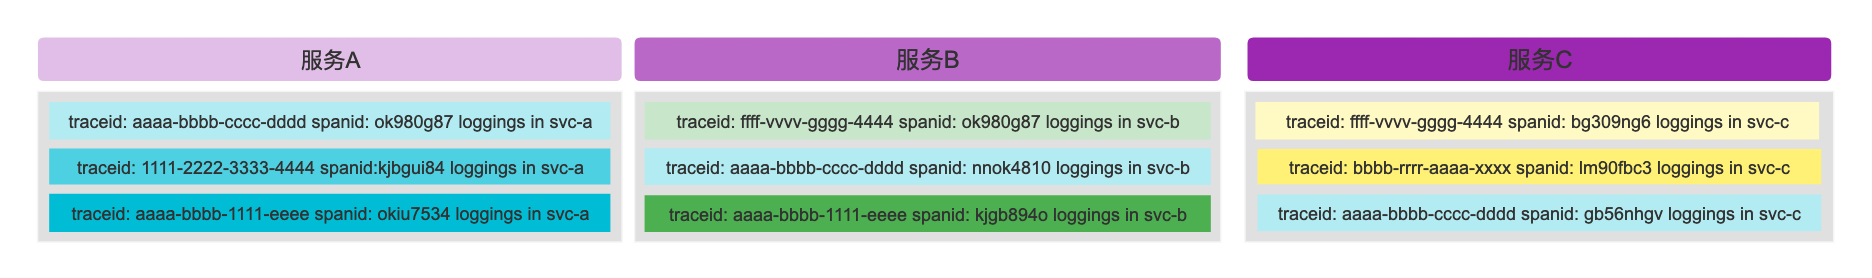 服务A
traceid: aaaa-bbbb-cccc-dddd spanid: ok980g87 loggings in svc-a
traceid: 1111-2222-3333-4444 spanid:kjbgui84 loggings in svc-a
traceid: aaaa-bbbb-1111-eeee spanid: okiu7534 loggings in svc-a
服务B
traceid: ffff-vvvv-gggg-4444 spanid: ok980g87 loggings in svc-b
traceid: aaaa-bbbb-cccc-dddd spanid: nnok4810 loggings in svc-b
traceid: aaaa-bbbb-1111-eeee spanid: kjgb894o loggings in svc-b
服务C
traceid: ffff-vvvv-gggg-4444 spanid: bg309ng6 loggings in svc-c
traceid: bbbb-rrrr-aaaa-xxxx spanid: lm90fbc3 loggings in svc-c
traceid: aaaa-bbbb-cccc-dddd spanid: gb56nhgv loggings in svc-c